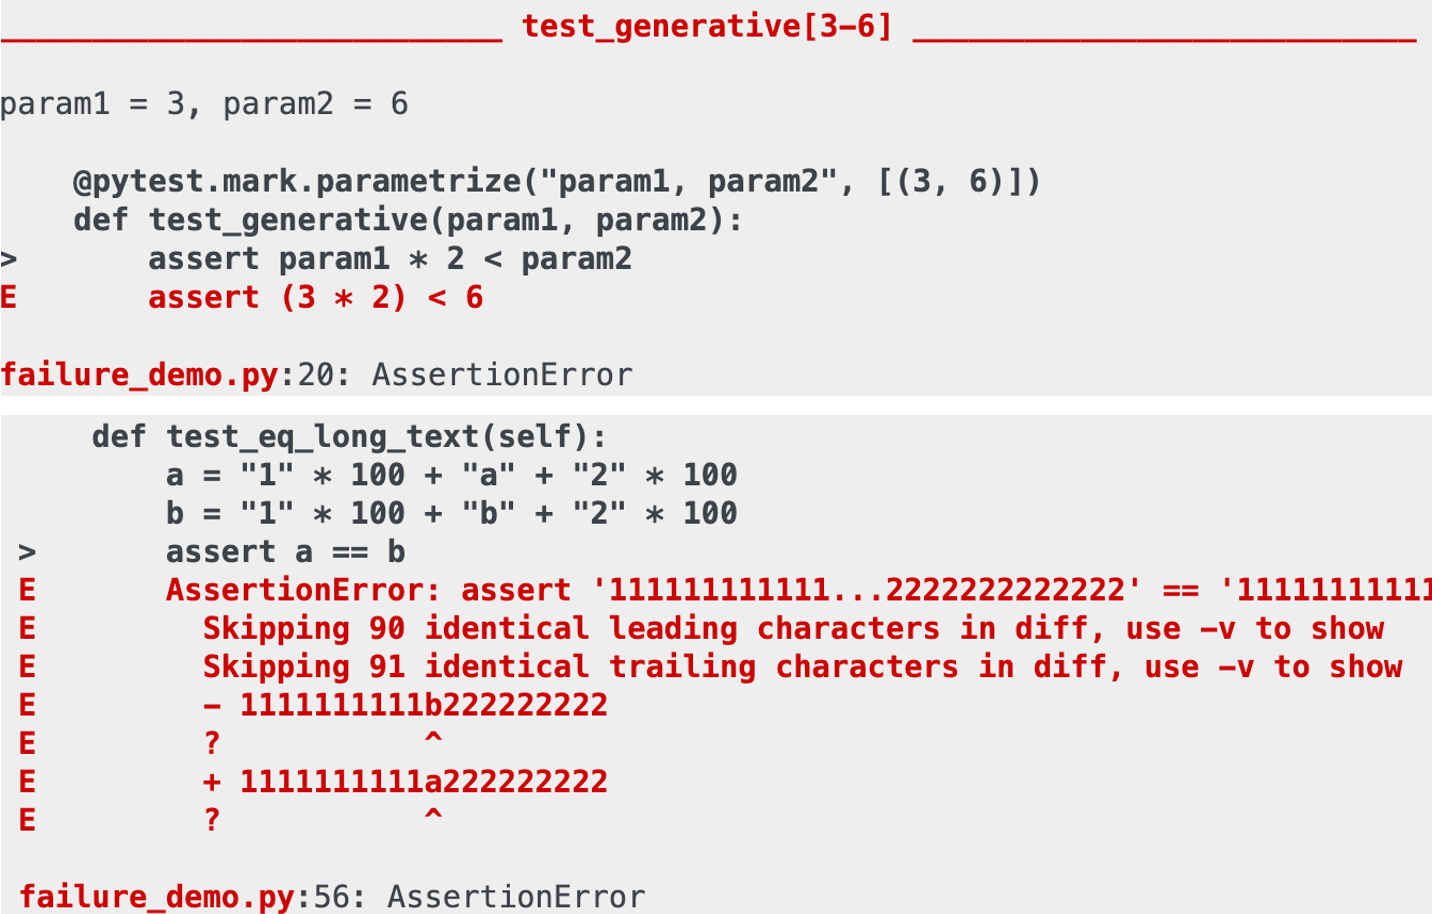 ___________________________ test_generative[3-6] ___________________________
param1 = 3, param2 = 6
    @pytest.mark.parametrize("param1, param2", [(3, 6)])
    def test_generative(param1, param2):
>       assert param1 * 2 < param2
E       assert (3 * 2) < 6
failure_demo.py:20: AssertionError
    def test_eq_long_text(self):
        a = "1" * 100 + "a" + "2" * 100
        b = "1" * 100 + "b" + "2" * 100
>       assert a == b
E       AssertionError: assert '111111111111...2222222222222' == '11111111111
E         Skipping 90 identical leading characters in diff, use -v to show
E         Skipping 91 identical trailing characters in diff, use -v to show
E         - 1111111111b222222222
E         ?           ^
E         + 1111111111a222222222
E         ?           ^
failure_demo.py:56: AssertionError